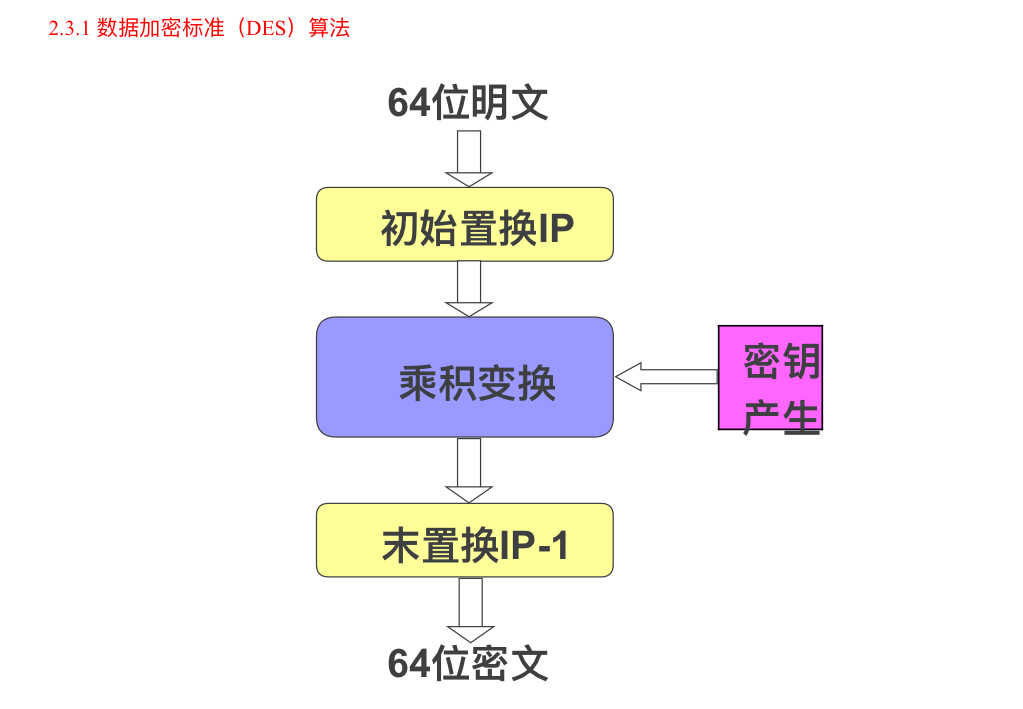 2.3.1 数据加密标准（DES）算法
64位明文
初始置换IP
乘积变换
密钥
产生
末置换IP-1
64位密文